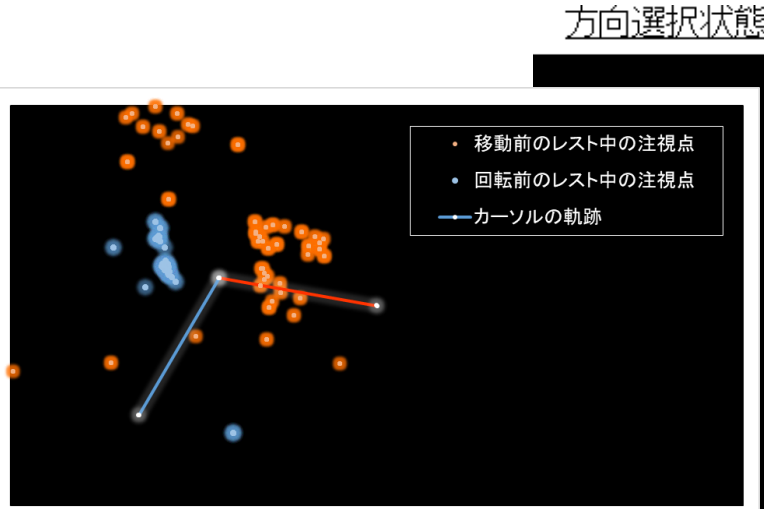 方向選択状態
移動前のレスト中の注視点
回転前のレスト中の注視点
カーソルの軌跡